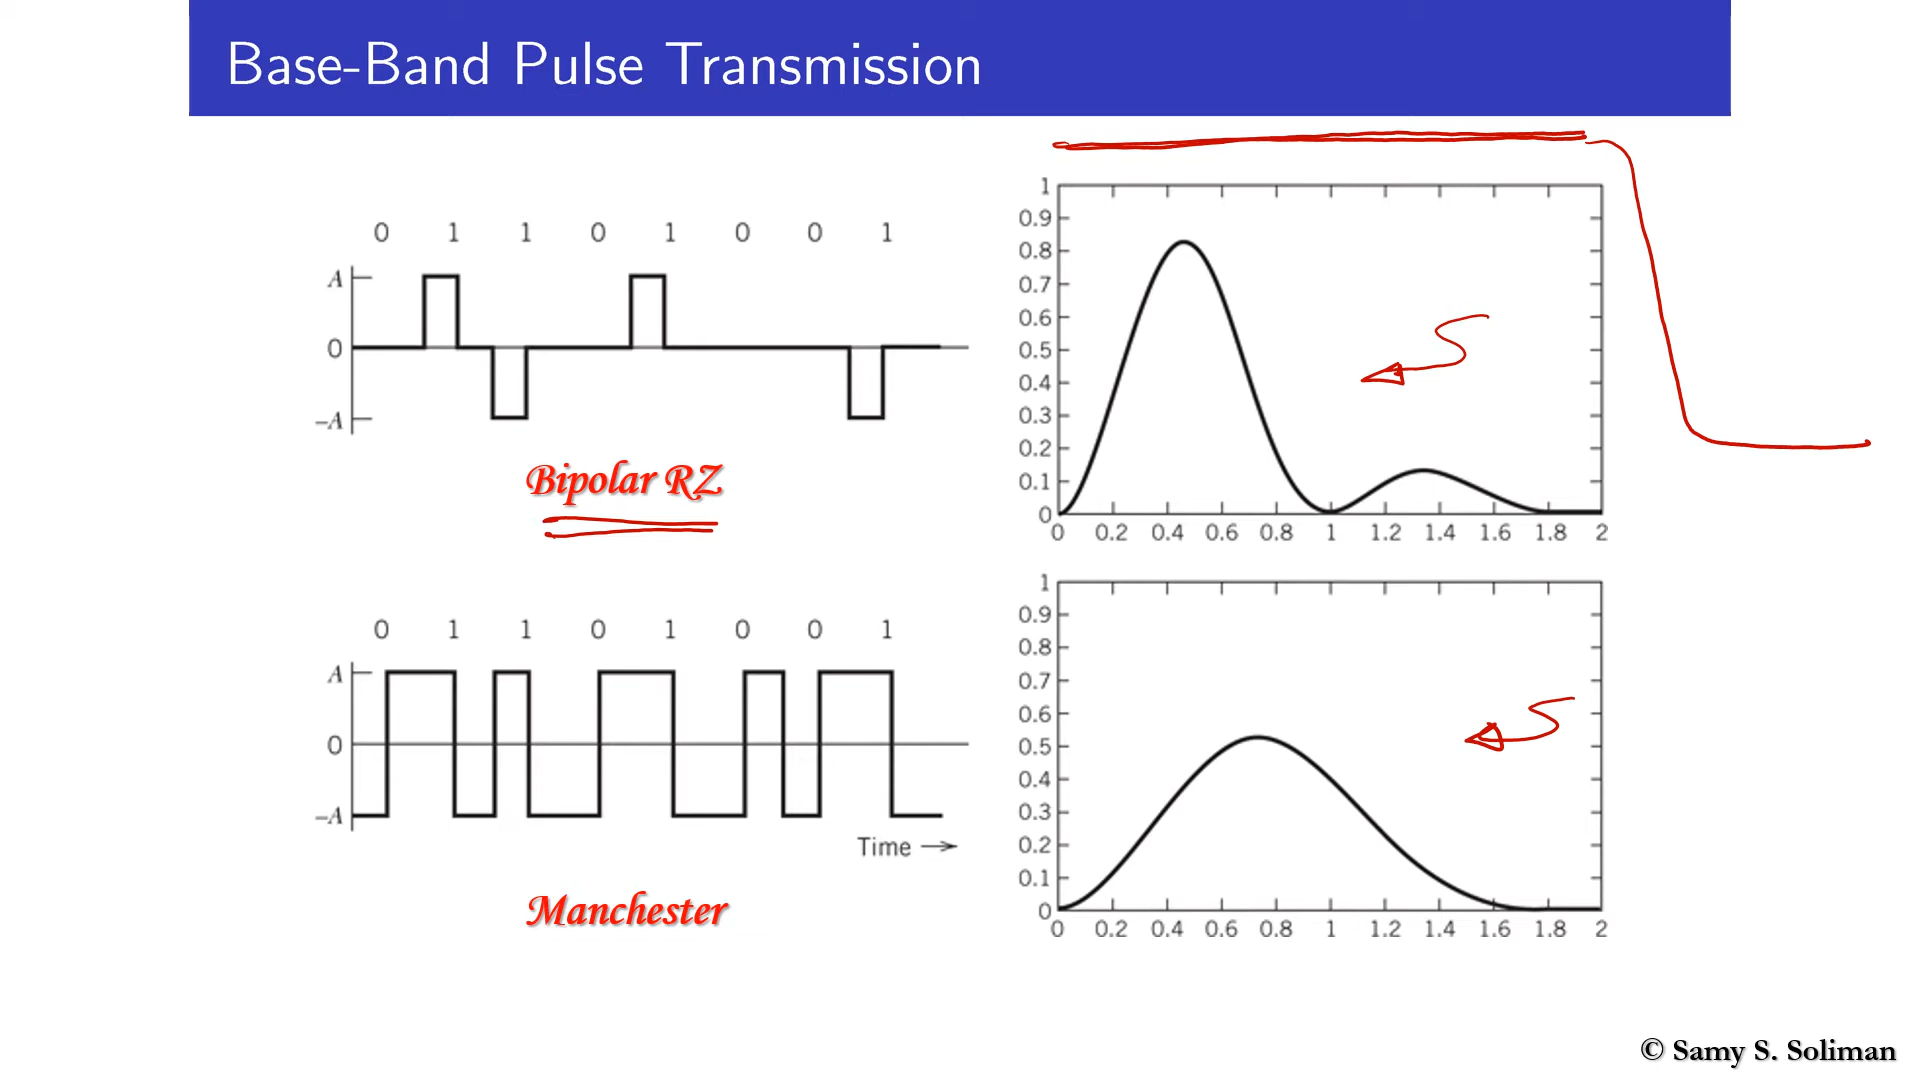 Base-Band Pulse Transmission
0 1 1 0 1 0 0 1
A
0
–A
Bipolar RZ
1
0.9
0.8
0.7
0.6
0.5
0.4
0.3
0.2
0.1
0
0 0.2 0.4 0.6 0.8 1 1.2 1.4 1.6 1.8 2
0 1 1 0 1 0 0 1
A
0
–A
Time →
Manchester
1
0.9
0.8
0.7
0.6
0.5
0.4
0.3
0.2
0.1
0
0 0.2 0.4 0.6 0.8 1 1.2 1.4 1.6 1.8 2
© Samy S. Soliman